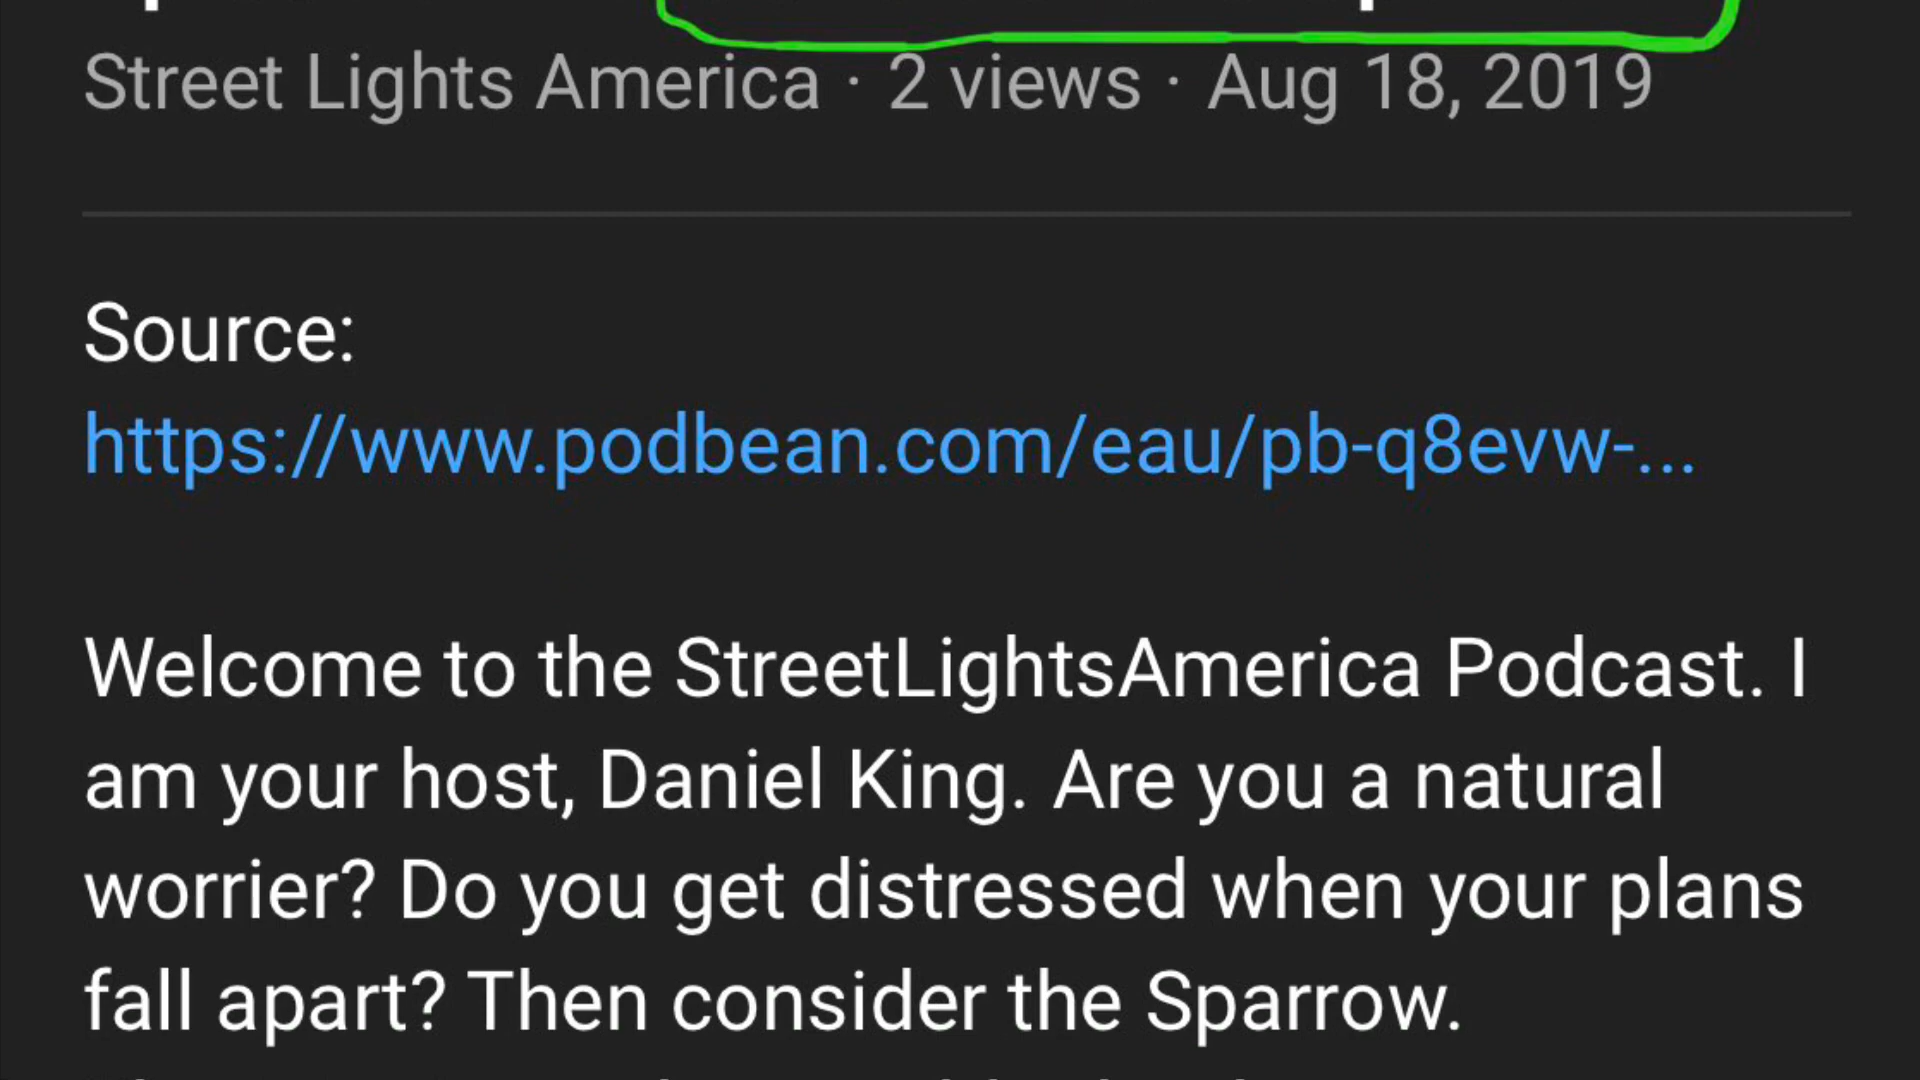 Street Lights America · 2 views · Aug 18, 2019
Source:
https://www.podbean.com/eau/pb-q8evw-...
Welcome to the StreetLightsAmerica Podcast. I
am your host, Daniel King. Are you a natural
worrier? Do you get distressed when your plans
fall apart? Then consider the Sparrow.